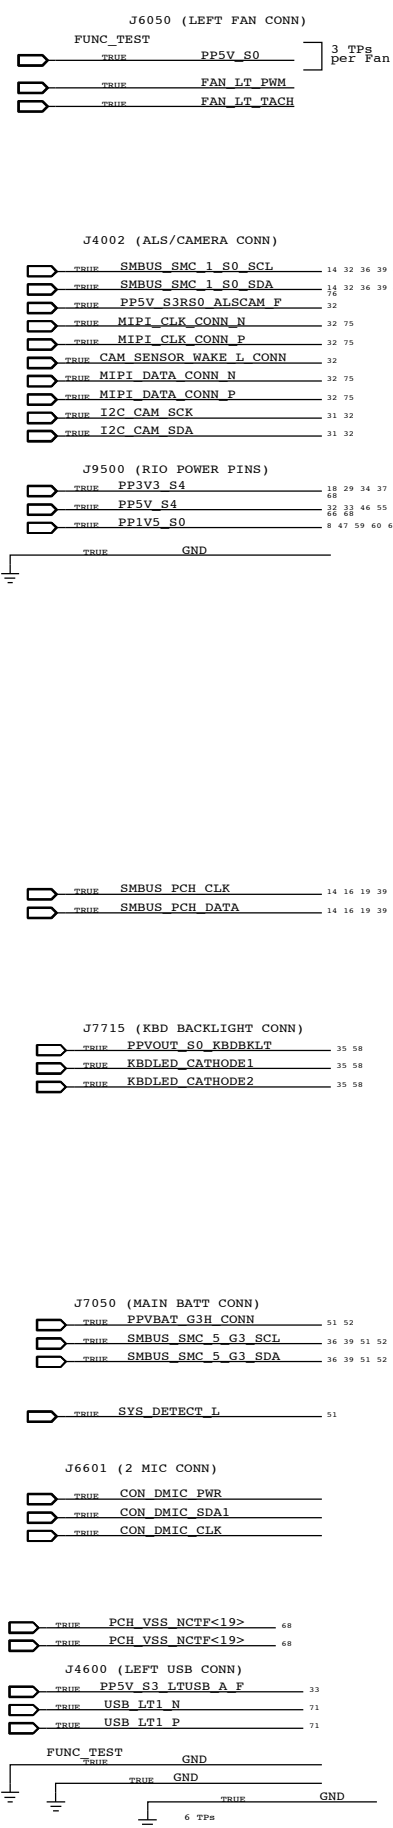 J6050 (LEFT FAN CONN)
FUNC_TEST
TRUE PP5V_S0
3 TPs
per Fan
TRUE FAN_LT_PWM
TRUE FAN_LT_TACH
J4002 (ALS/CAMERA CONN)
TRUE SMBUS_SMC_1_S0_SCL 14 32 36 39
TRUE SMBUS_SMC_1_S0_SDA 14 32 36 39
76
TRUE PP5V_S3RS0_ALSCAM_F 32
TRUE MIPI_CLK_CONN_N 32 75
TRUE MIPI_CLK_CONN_P 32 75
TRUE CAM_SENSOR_WAKE_L_CONN 32
TRUE MIPI_DATA_CONN_N 32 75
TRUE MIPI_DATA_CONN_P 32 75
TRUE I2C_CAM_SCK 31 32
TRUE I2C_CAM_SDA 31 32
J9500 (RIO POWER PINS)
TRUE PP3V3_S4 18 29 34 37
68
TRUE PP5V_S4 32 33 46 55
66 68
TRUE PP1V5_S0 8 47 59 60 6
TRUE GND
TRUE SMBUS_PCH_CLK 14 16 19 39
TRUE SMBUS_PCH_DATA 14 16 19 39
J7715 (KBD BACKLIGHT CONN)
TRUE PPVOUT_S0_KBDBKLT 35 58
TRUE KBDLED_CATHODE1 35 58
TRUE KBDLED_CATHODE2 35 58
J7050 (MAIN BATT CONN)
TRUE PPVBAT_G3H_CONN 51 52
TRUE SMBUS_SMC_5_G3_SCL 36 39 51 52
TRUE SMBUS_SMC_5_G3_SDA 36 39 51 52
TRUE SYS_DETECT_L 51
J6601 (2 MIC CONN)
TRUE CON_DMIC_PWR
TRUE CON_DMIC_SDA1
TRUE CON_DMIC_CLK
TRUE PCH_VSS_NCTF<19> 68
TRUE PCH_VSS_NCTF<19> 68
J4600 (LEFT USB CONN)
TRUE PP5V_S3_LTUSB_A_F 33
TRUE USB_LT1_N 71
TRUE USB_LT1_P 71
FUNC_TEST
TRUE GND
TRUE GND
TRUE GND
6 TPs